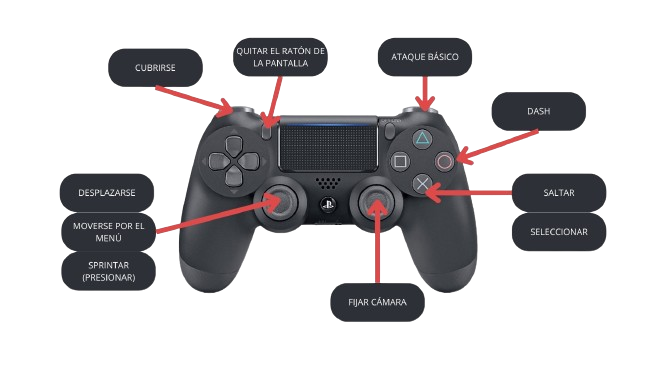 QUITAR EL RATÓN DE
LA PANTALLA
ATAQUE BÁSICO
CUBRIRSE
DASH
DESPLAZARSE
SALTAR
MOVERSE POR EL
MENÚ
SELECCIONAR
SPRINTAR
(PRESIONAR)
FIJAR CÁMARA